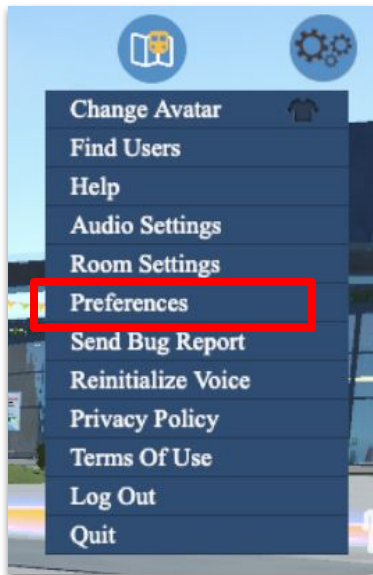 Change Avatar
Find Users
Help
Audio Settings
Room Settings
Preferences
Send Bug Report
Reinitialize Voice
Privacy Policy
Terms Of Use
Log Out
Quit